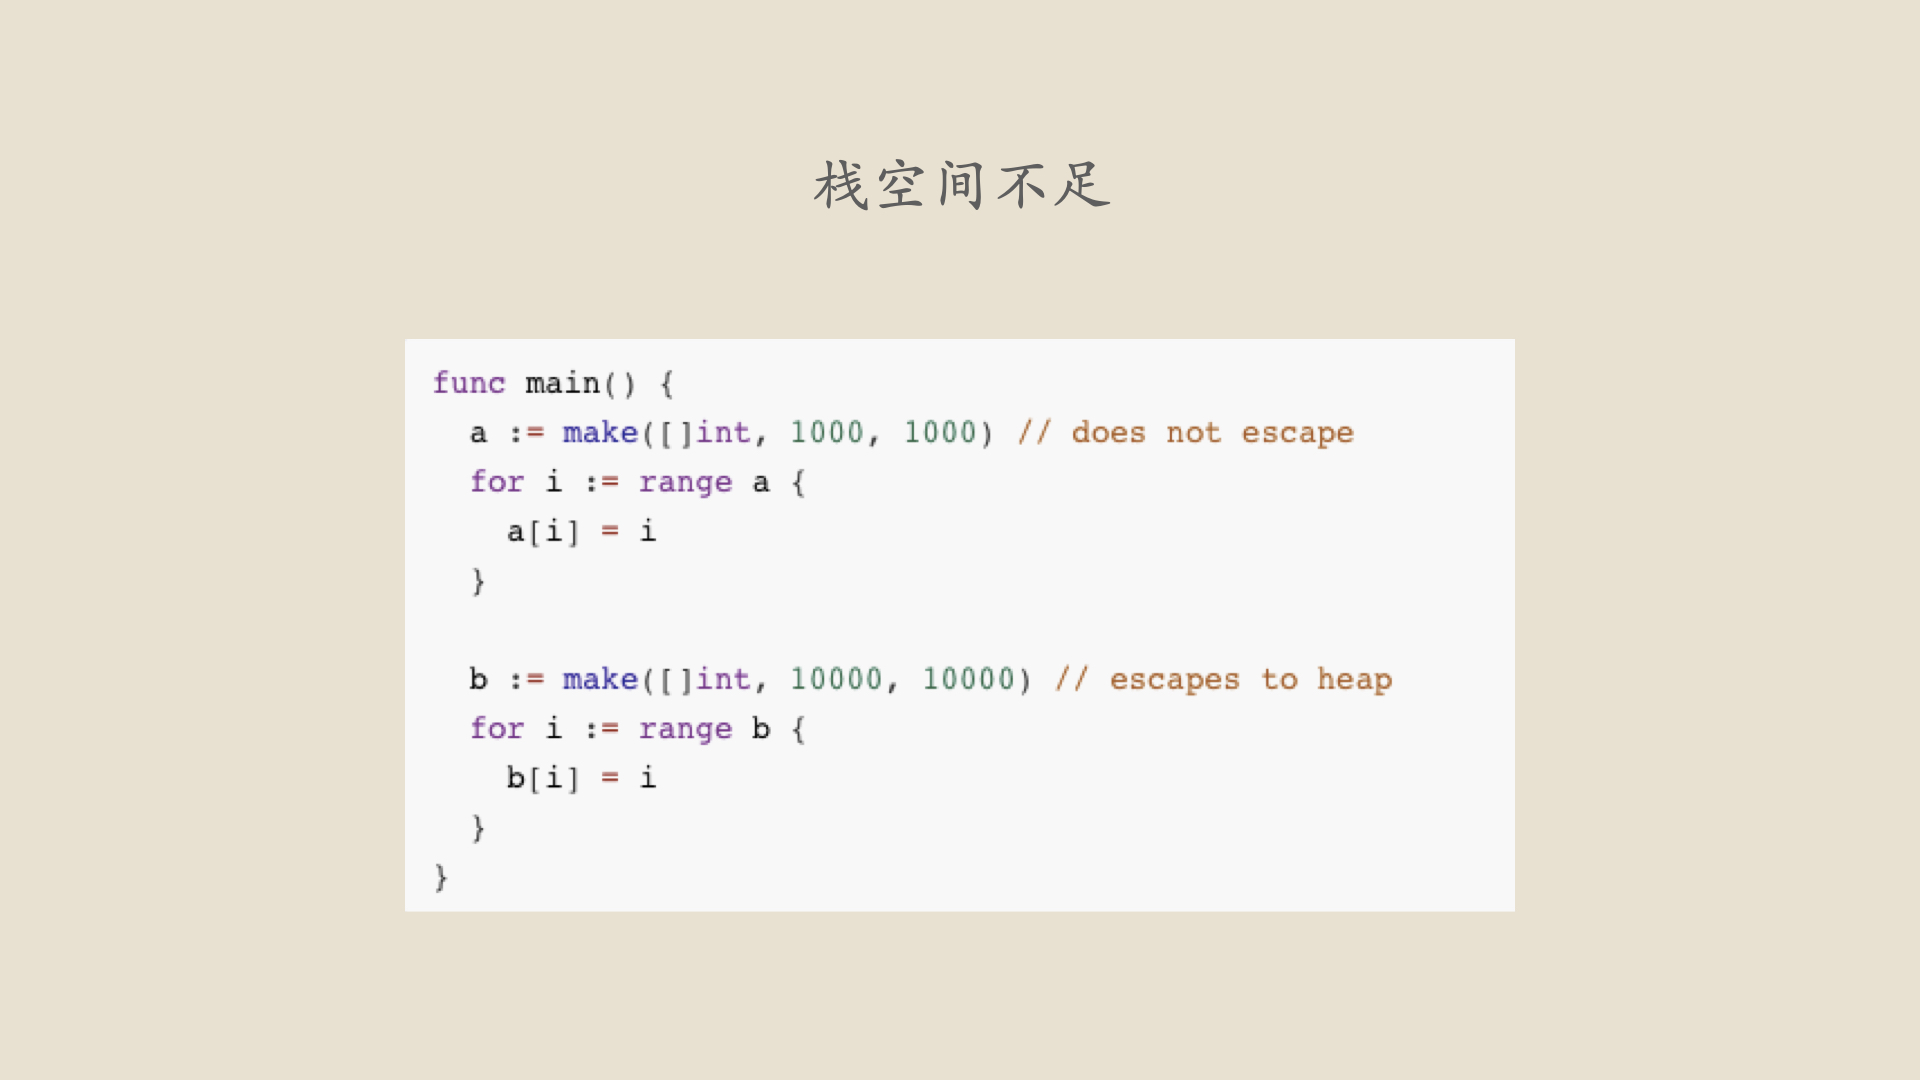 栈空间不足
func main() {
  a := make([]int, 1000, 1000) // does not escape
  for i := range a {
    a[i] = i
  }

  b := make([]int, 10000, 10000) // escapes to heap
  for i := range b {
    b[i] = i
  }
}